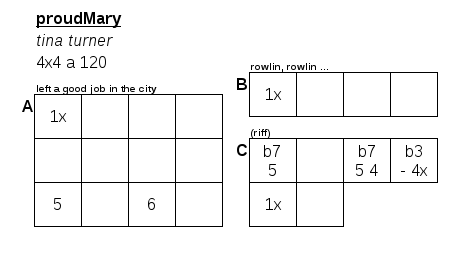 proudMary
tina turner
4x4 a 120
left a good job in the city
A
1x
5 6
rowlin, rowlin ...
B
1x
(riff)
C
b7 b7 b3
5 5 4 - 4x
1x